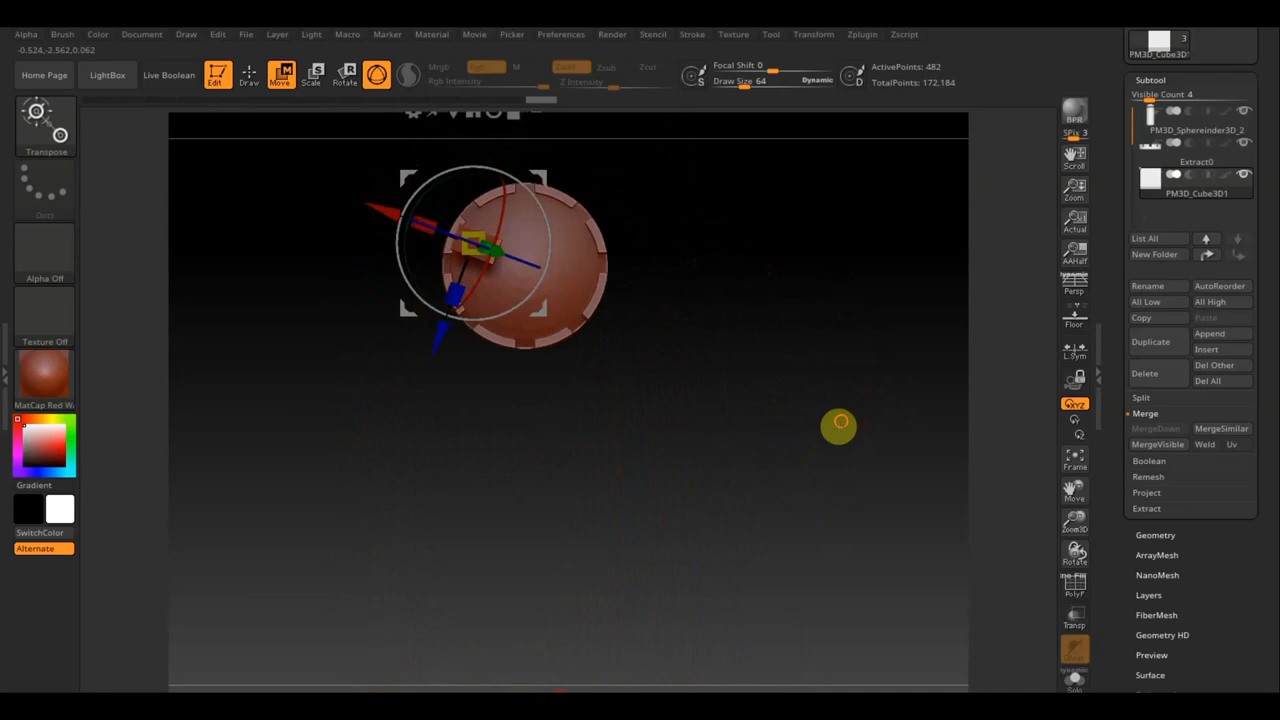 Alpha Brush Color Document Draw Edit File Layer Light Macro Marker Material Movie Picker Preferences Render Stencil Stroke Texture Tool Transform Zplugin Zscript
-0.524,-2.562,0.062
Home Page LightBox Live Boolean Edit Draw Move Scale Rotate
Mrgb Rgb M Zadd Zsub Zcut
Rgb Intensity Z Intensity
Focal Shift 0
Draw Size 64 Dynamic
ActivePoints: 482
TotalPoints: 172,184
S
D
Transpose
Dots
Alpha Off
Texture Off
MatCap Red Wa
Gradient
SwitchColor
Alternate
BPR
SPix 3
Scroll
Zoom
Actual
AAHalf
Dynamic
Persp
Floor
L.Sym
XYZ
Y
Z
Frame
Move
Zoom3D
Rotate
Line Fill
PolyF
Transp
Ghost
Dynamic
Solo
3
PM3D_Cube3D1
Subtool
Visible Count 4
PM3D_Sphereinder3D_2
Extract0
PM3D_Cube3D1
List All
New Folder
Rename AutoReorder
All Low All High
Copy Paste
Duplicate Append
Insert
Delete Del Other
Del All
Split
Merge
MergeDown MergeSimilar
MergeVisible Weld Uv
Boolean
Remesh
Project
Extract
Geometry
ArrayMesh
NanoMesh
Layers
FiberMesh
Geometry HD
Preview
Surface